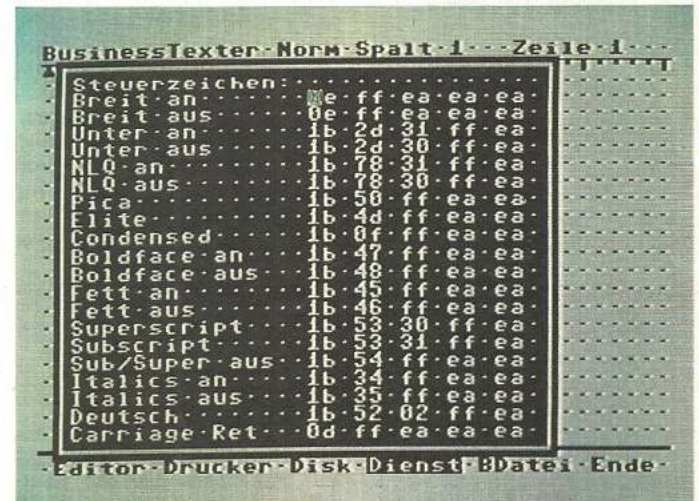 BusinessTexter·Norm·Spalt·1···Zeile·1···
Steuerzeichen:
Breit·an 0e·ff·ea·ea·ea
Breit·aus 0e·ff·ea·ea·ea
Unter·an 1b·2d·31·ff·ea
Unter·aus 1b·2d·30·ff·ea
NLQ·an 1b·78·31·ff·ea
NLQ·aus 1b·78·30·ff·ea
Pica 1b·50·ff·ea·ea
Elite 1b·4d·ff·ea·ea
Condensed 1b·0f·ff·ea·ea
Boldface·an 1b·47·ff·ea·ea
Boldface·aus 1b·48·ff·ea·ea
Fett·an 1b·45·ff·ea·ea
Fett·aus 1b·46·ff·ea·ea
Superscript 1b·53·30·ff·ea
Subscript 1b·53·31·ff·ea
Sub/Super·aus 1b·54·ff·ea·ea
Italics·an 1b·34·ff·ea·ea
Italics·aus 1b·35·ff·ea·ea
Deutsch 1b·52·02·ff·ea
Carriage·Ret 0d·ff·ea·ea·ea
Editor·Drucker·Disk·Dienst·BDatei·Ende